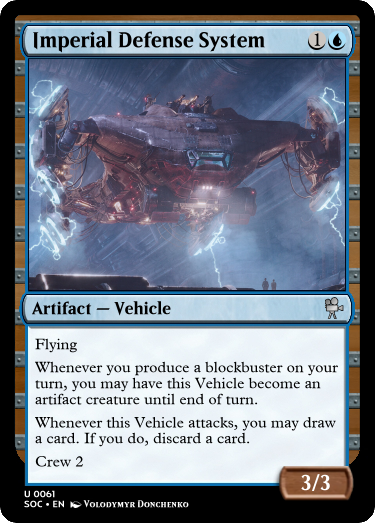 Imperial Defense System 1
Artifact — Vehicle
Flying
Whenever you produce a blockbuster on your
turn, you may have this Vehicle become an
artifact creature until end of turn.
Whenever this Vehicle attacks, you may draw
a card. If you do, discard a card.
Crew 2
3/3
U 0061
SOC • EN Volodymyr Donchenko